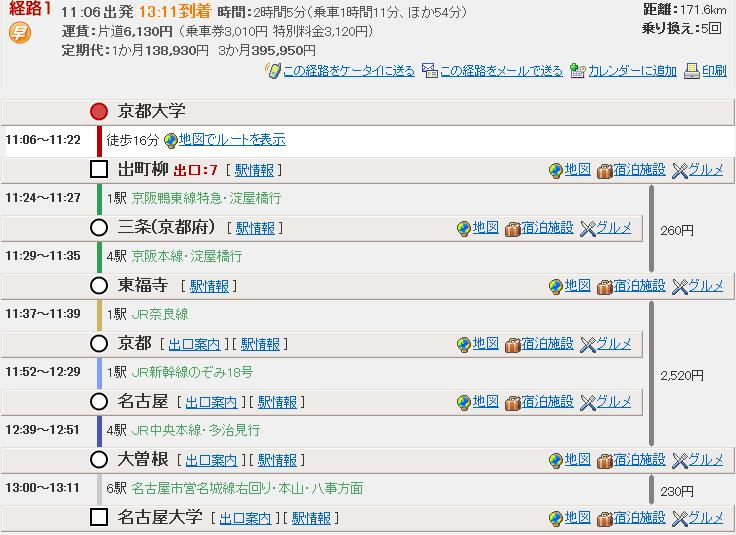 経路1 11:06出発 13:11到着 時間:2時間5分(乗車1時間11分、ほか54分) 距離:171.6km
早 運賃:片道6,130円 (乗車券3,010円 特別料金3,120円) 乗り換え:5回
定期代:1か月138,930円 3か月395,950円
この経路をケータイに送る この経路をメールで送る カレンダーに追加 印刷
京都大学
11:06～11:22 徒歩16分 地図でルートを表示
出町柳 出口:7 [駅情報] 地図 宿泊施設 グルメ
11:24～11:27 1駅 京阪鴨東線特急・淀屋橋行
三条(京都府) [駅情報] 地図 宿泊施設 グルメ 260円
11:29～11:35 4駅 京阪本線・淀屋橋行
東福寺 [駅情報] 地図 宿泊施設 グルメ
11:37～11:39 1駅 JR奈良線
京都 [出口案内][駅情報] 地図 宿泊施設 グルメ
11:52～12:29 1駅 JR新幹線のぞみ18号 2,520円
名古屋 [出口案内][駅情報] 地図 宿泊施設 グルメ
12:39～12:51 4駅 JR中央本線・多治見行
大曽根 [出口案内][駅情報] 地図 宿泊施設 グルメ
13:00～13:11 6駅 名古屋市営名城線右回り・本山・八事方面 230円
名古屋大学 [出口案内][駅情報] 地図 宿泊施設 グルメ